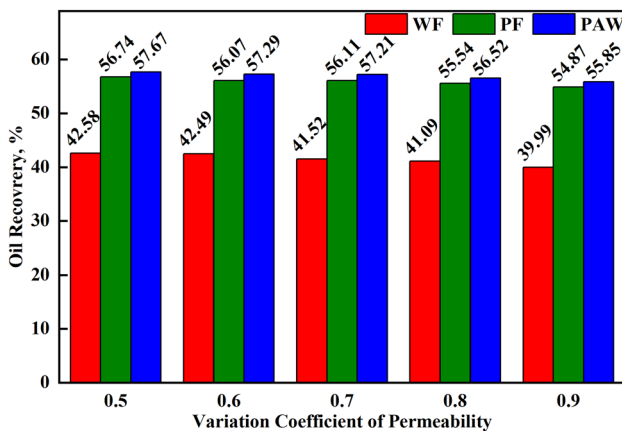 WF PF PAW
60
50
40
30
20
10
0
Oil Recovrery, %
42.58 56.74 57.67
42.49 56.07 57.29
41.52 56.11 57.21
41.09 55.54 56.52
39.99 54.87 55.85
0.5 0.6 0.7 0.8 0.9
Variation Coefficient of Permeability